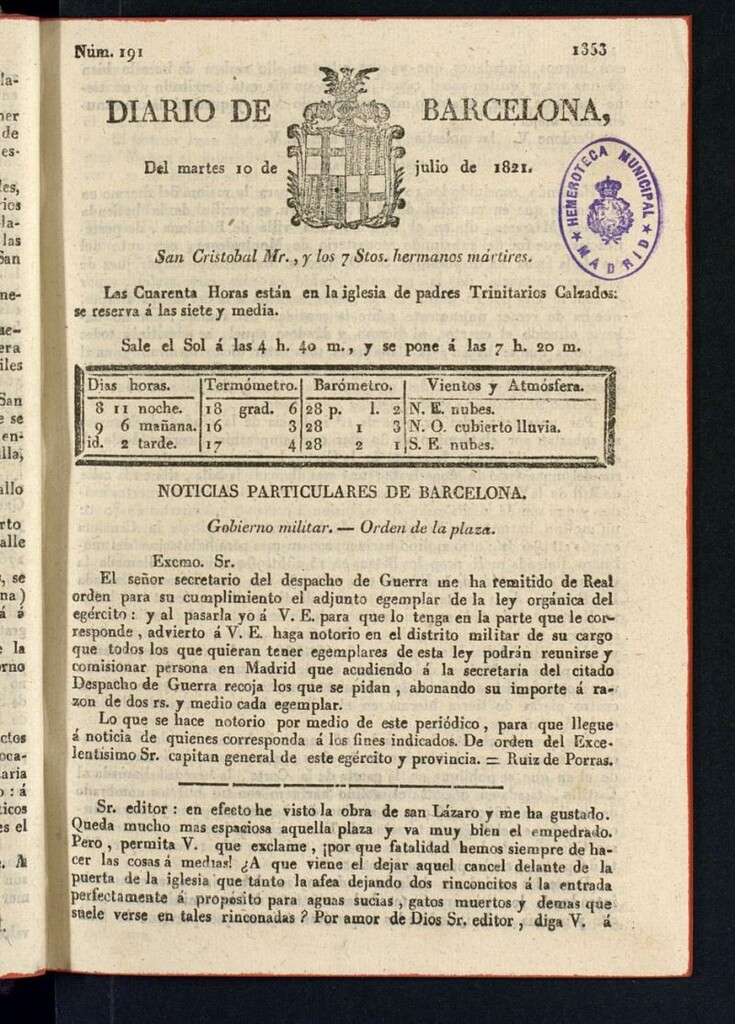 Núm. 191
1353
DIARIO DE BARCELONA,
Del martes 10 de julio de 1821.
HEMEROTECA MUNICIPAL
★ MADRID ★
San Cristobal Mr., y los 7 Stos. hermanos mártires.
Las Cuarenta Horas están en la iglesia de padres Trinitarios Calzados:
se reserva á las siete y media.
Sale el Sol á las 4 h. 40 m., y se pone á las 7 h. 20 m.
Dias horas. Termómetro. Barómetro. Vientos y Atmósfera.
8 11 noche. 18 grad. 6 28 p. l. 2 N. E. nubes.
9 6 mañana. 16 3 28 1 3 N. O. cubierto lluvia.
id. 2 tarde. 17 4 28 2 1 S. E. nubes.
NOTICIAS PARTICULARES DE BARCELONA.
Gobierno militar. — Orden de la plaza.
Excmo. Sr.
El señor secretario del despacho de Guerra me ha remitido de Real
orden para su cumplimiento el adjunto egemplar de la ley orgánica del
egército : y al pasarla yo á V. E. para que lo tenga en la parte que le cor-
responde , advierto á V. E. haga notorio en el distrito militar de su cargo
que todos los que quieran tener egemplares de esta ley podrán reunirse y
comisionar persona en Madrid que acudiendo á la secretaría del citado
Despacho de Guerra recoja los que se pidan , abonando su importe á ra-
zon de dos rs. y medio cada egemplar.
Lo que se hace notorio por medio de este periódico , para que llegue
á noticia de quienes corresponda á los fines indicados. De orden del Exce-
lentísimo Sr. capitan general de este egército y provincia. = Ruiz de Porras.
Sr. editor : en efecto he visto la obra de san Lázaro y me ha gustado.
Queda mucho mas espaciosa aquella plaza y va muy bien el empedrado.
Pero , permita V. que exclame , ¡por que fatalidad hemos siempre de ha-
cer las cosas á medias! ¿A que viene el dejar aquel cancel delante de la
puerta de la iglesia que tanto la afea dejando dos rinconcitos á la entrada
perfectamente á propósito para aguas sucias , gatos muertos y demas que
suele verse en tales rinconadas ? Por amor de Dios Sr. editor , diga V. á